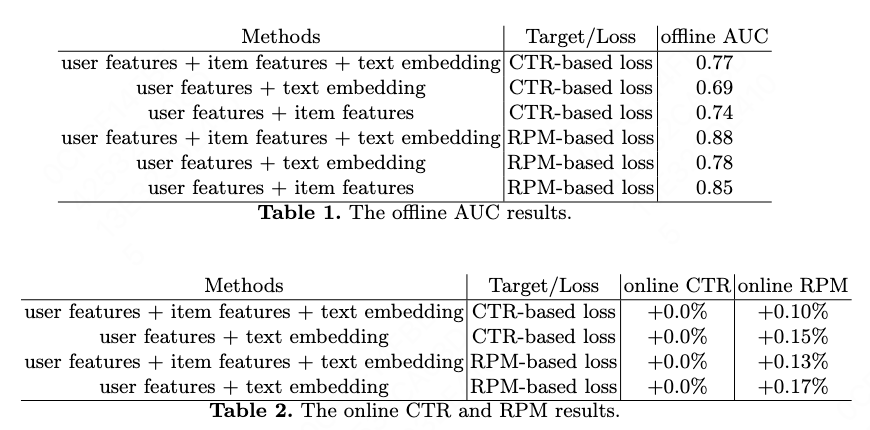 Methods Target/Loss offline AUC
user features + item features + text embedding CTR-based loss 0.77
user features + text embedding CTR-based loss 0.69
user features + item features CTR-based loss 0.74
user features + item features + text embedding RPM-based loss 0.88
user features + text embedding RPM-based loss 0.78
user features + item features RPM-based loss 0.85
Table 1. The offline AUC results.
Methods Target/Loss online CTR online RPM
user features + item features + text embedding CTR-based loss +0.0% +0.10%
user features + text embedding CTR-based loss +0.0% +0.15%
user features + item features + text embedding RPM-based loss +0.0% +0.13%
user features + text embedding RPM-based loss +0.0% +0.17%
Table 2. The online CTR and RPM results.